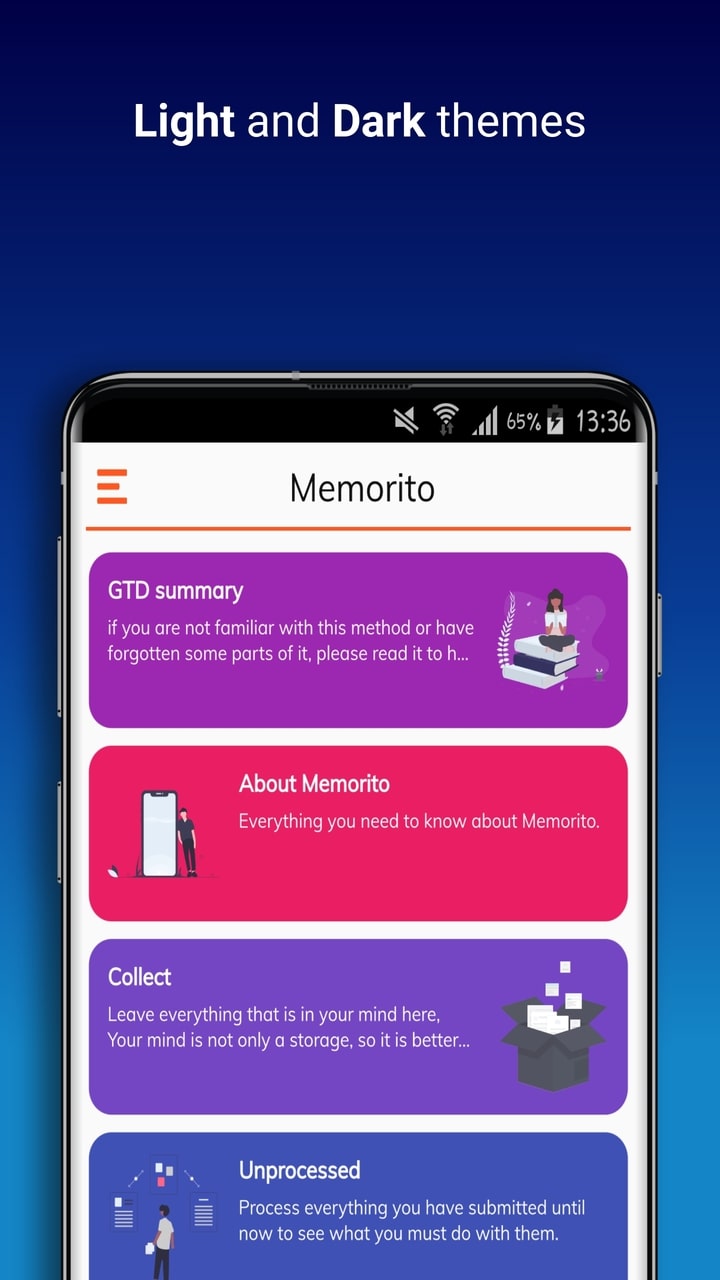 Light and Dark themes
65% 13:36
Memorito
GTD summary
if you are not familiar with this method or have
forgotten some parts of it, please read it to h...
About Memorito
Everything you need to know about Memorito.
Collect
Leave everything that is in your mind here,
Your mind is not only a storage, so it is better...
Unprocessed
Process everything you have submitted until
now to see what you must do with them.